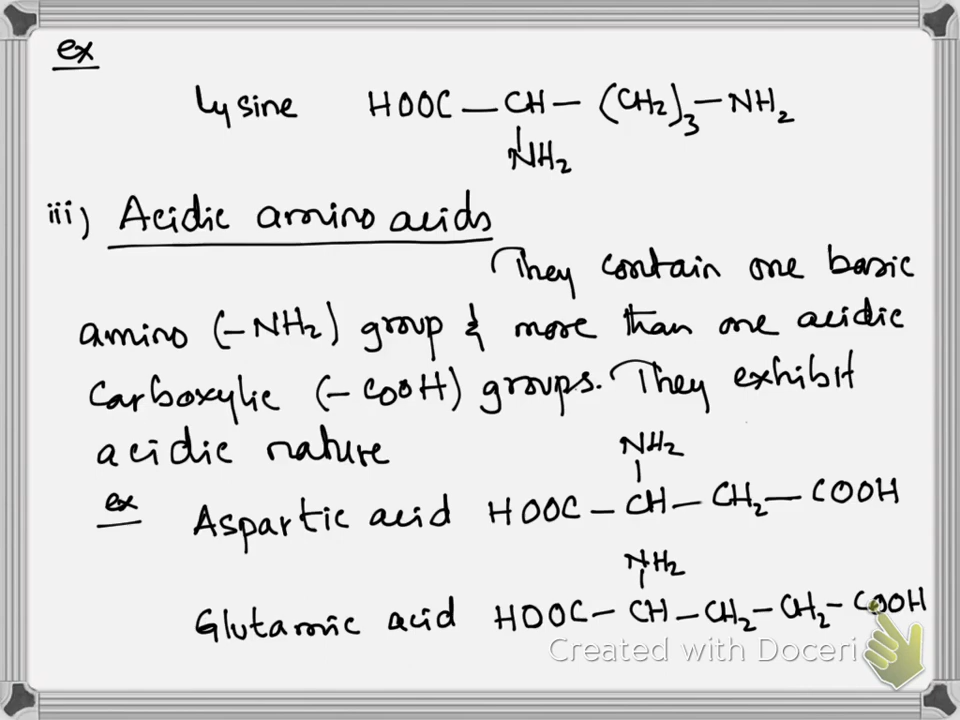 ex
Lysine HOOC — CH — (CH2)3 — NH2
NH2
iii) Acidic amino acids
They contain one basic
amino (-NH2) group & more than one acidic
carboxylic (-COOH) groups. They exhibit
acidic nature
NH2
ex Aspartic acid HOOC — CH — CH2 — COOH
NH2
Glutamic acid HOOC — CH — CH2 — CH2 — COOH
Created with Doceri